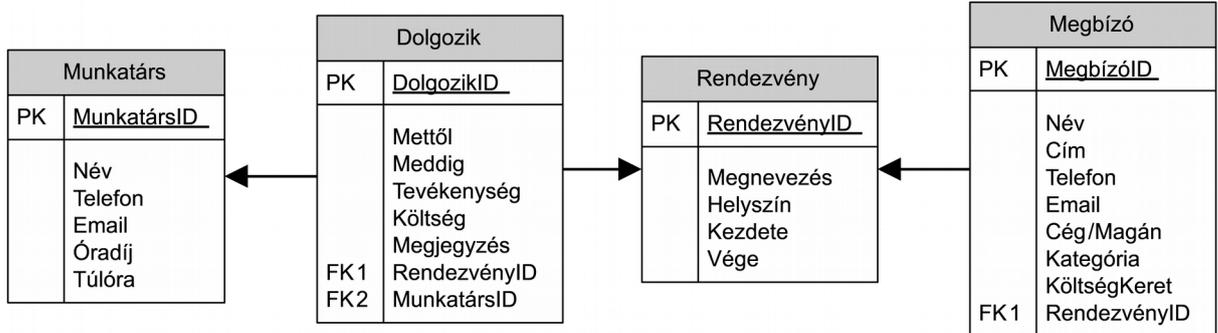 Munkatárs
PK MunkatársID
Név
Telefon
Email
Óradíj
Túlóra
Dolgozik
PK DolgozikID
Mettől
Meddig
Tevékenység
Költség
Megjegyzés
FK1 RendezvényID
FK2 MunkatársID
Rendezvény
PK RendezvényID
Megnevezés
Helyszín
Kezdete
Vége
Megbízó
PK MegbízóID
Név
Cím
Telefon
Email
Cég/Magán
Kategória
KöltségKeret
FK1 RendezvényID